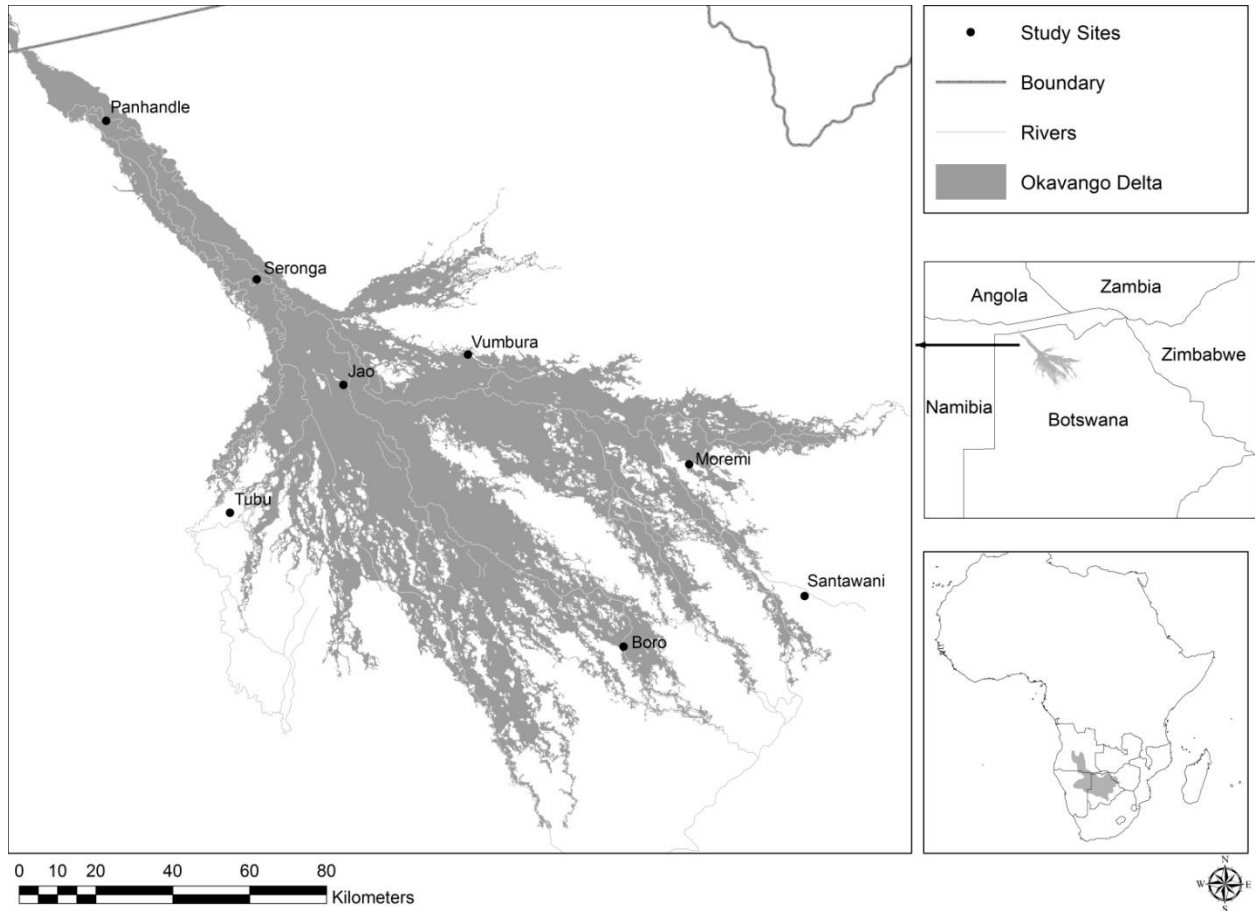 Panhandle
Seronga
Vumbura
Jao
Moremi
Tubu
Santawani
Boro
0 10 20 40 60 80
Kilometers
Study Sites
Boundary
Rivers
Okavango Delta
Angola
Zambia
Zimbabwe
Namibia
Botswana
N
W E
S